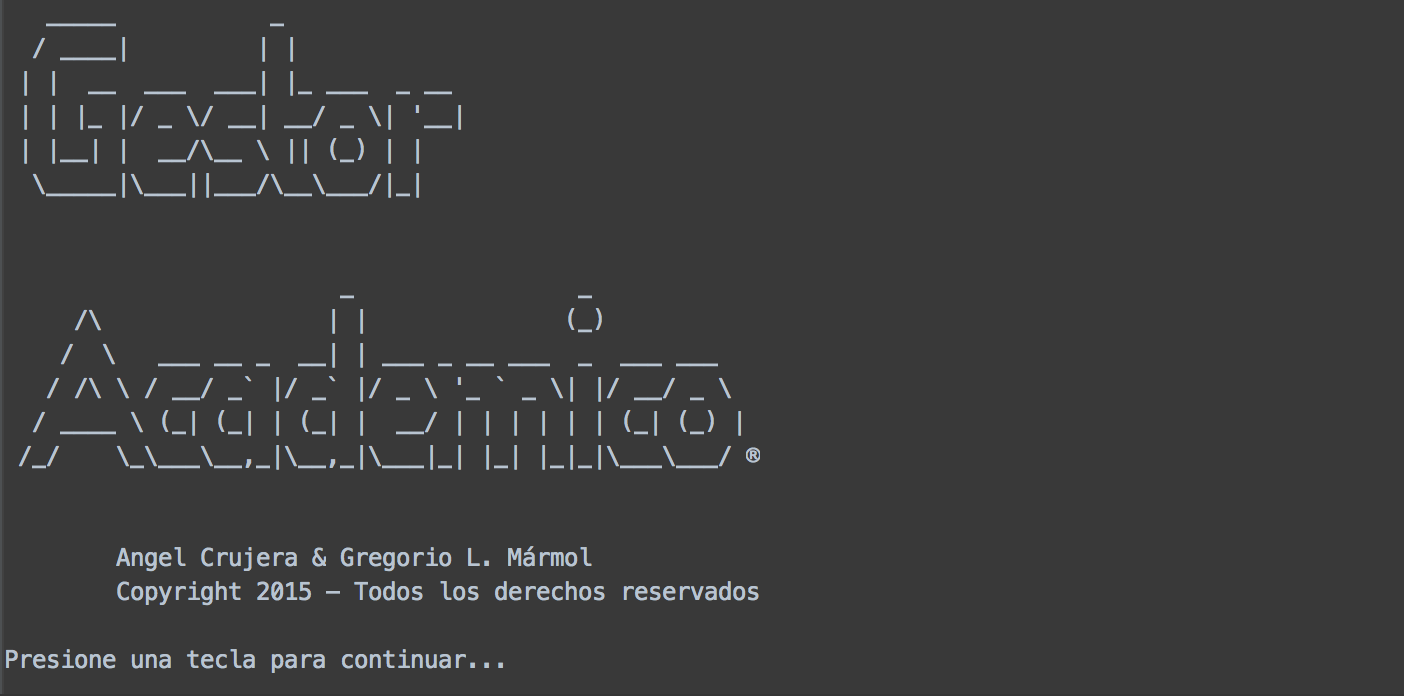 Gestor
Academico ®
Angel Crujera & Gregorio L. Mármol
Copyright 2015 – Todos los derechos reservados
Presione una tecla para continuar...